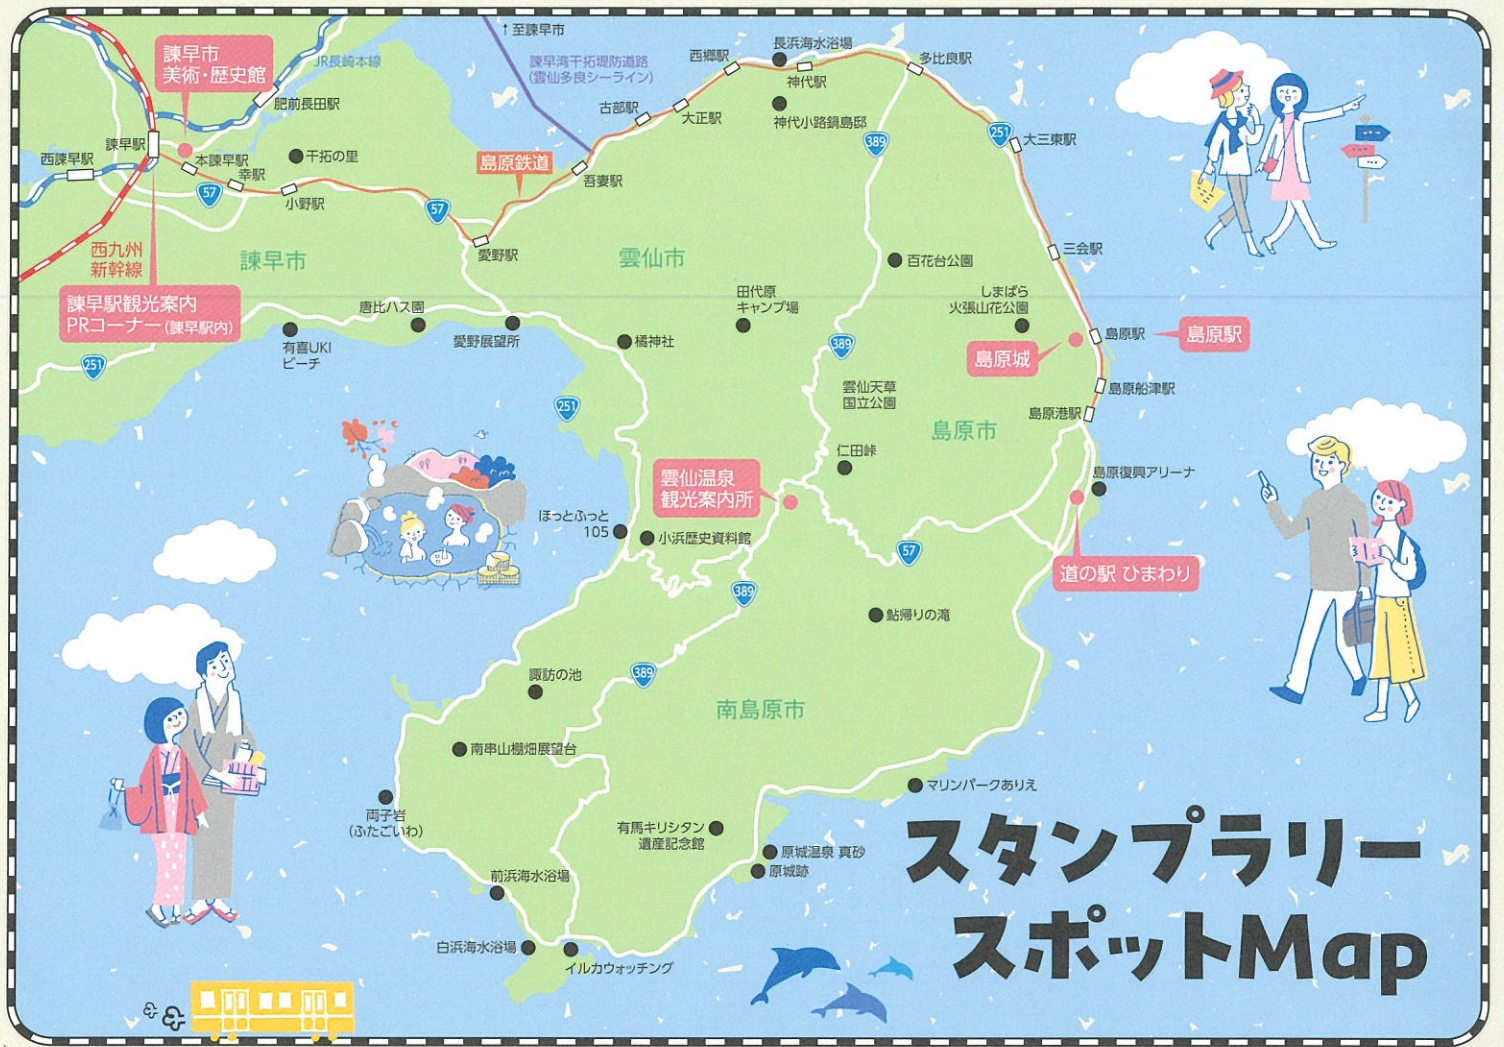 ↑至諫早市
諫早市
美術・歴史館
JR長崎本線
諫早湾干拓堤防道路
(雲仙多良シーライン)
西郷駅
長浜海水浴場
神代駅
多比良駅
肥前長田駅
古部駅
大正駅
神代小路鍋島邸
389
251
大三東駅
諫早駅
西諫早駅
本諫早駅
幸駅
干拓の里
島原鉄道
吾妻駅
57
小野駅
57
愛野駅
西九州
新幹線
諫早市
雲仙市
百花台公園
三会駅
諫早駅観光案内
PRコーナー(諫早駅内)
唐比ハス園
田代原
キャンプ場
しまばら
火張山花公園
有喜UKI
ビーチ
愛野展望所
橘神社
389
島原城
島原駅
島原駅
251
251
雲仙天草
国立公園
島原船津駅
島原港駅
島原市
仁田峠
雲仙温泉
観光案内所
島原復興アリーナ
ほっとふっと
105
小浜歴史資料館
57
道の駅 ひまわり
389
鮎帰りの滝
389
諏訪の池
南島原市
南串山棚畑展望台
マリンパークありえ
両子岩
(ふたごいわ)
有馬キリシタン
遺産記念館
原城温泉 真砂
原城跡
前浜海水浴場
白浜海水浴場
イルカウォッチング
スタンプラリー
スポットMap